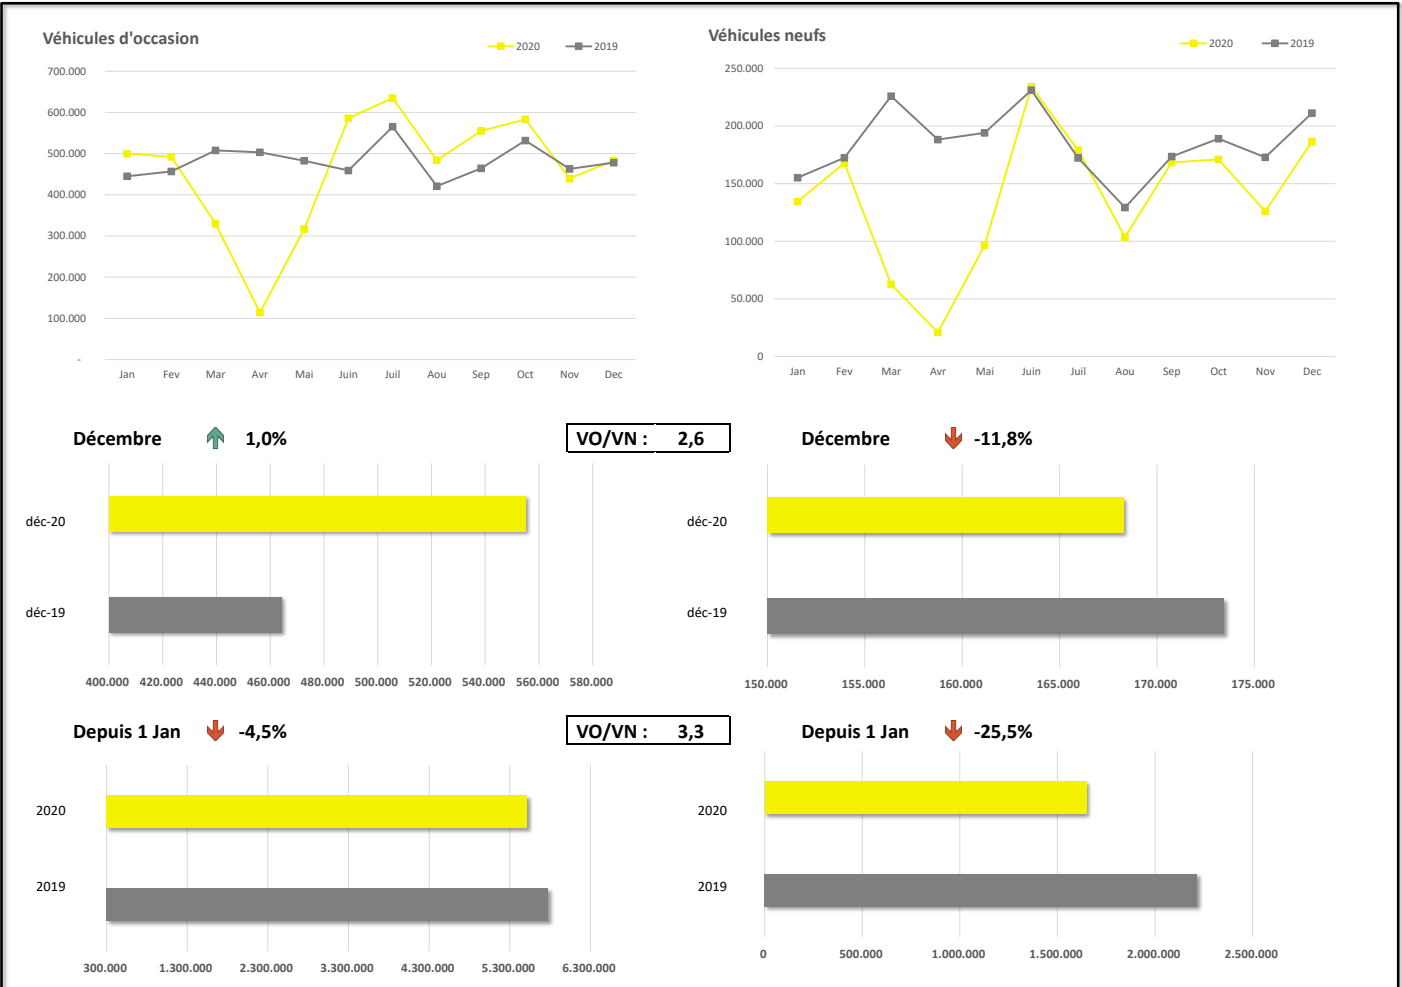 Véhicules d'occasion
2020 2019
700.000
600.000
500.000
400.000
300.000
200.000
100.000
-
Jan Fev Mar Avr Mai Juin Juil Aou Sep Oct Nov Dec
Véhicules neufs
2020 2019
250.000
200.000
150.000
100.000
50.000
0
Jan Fev Mar Avr Mai Juin Juil Aou Sep Oct Nov Dec
Décembre 1,0%
VO/VN : 2,6
Décembre -11,8%
déc-20
déc-19
400.000 420.000 440.000 460.000 480.000 500.000 520.000 540.000 560.000 580.000
déc-20
déc-19
150.000 155.000 160.000 165.000 170.000 175.000
Depuis 1 Jan -4,5%
VO/VN : 3,3
Depuis 1 Jan -25,5%
2020
2019
300.000 1.300.000 2.300.000 3.300.000 4.300.000 5.300.000 6.300.000
2020
2019
0 500.000 1.000.000 1.500.000 2.000.000 2.500.000